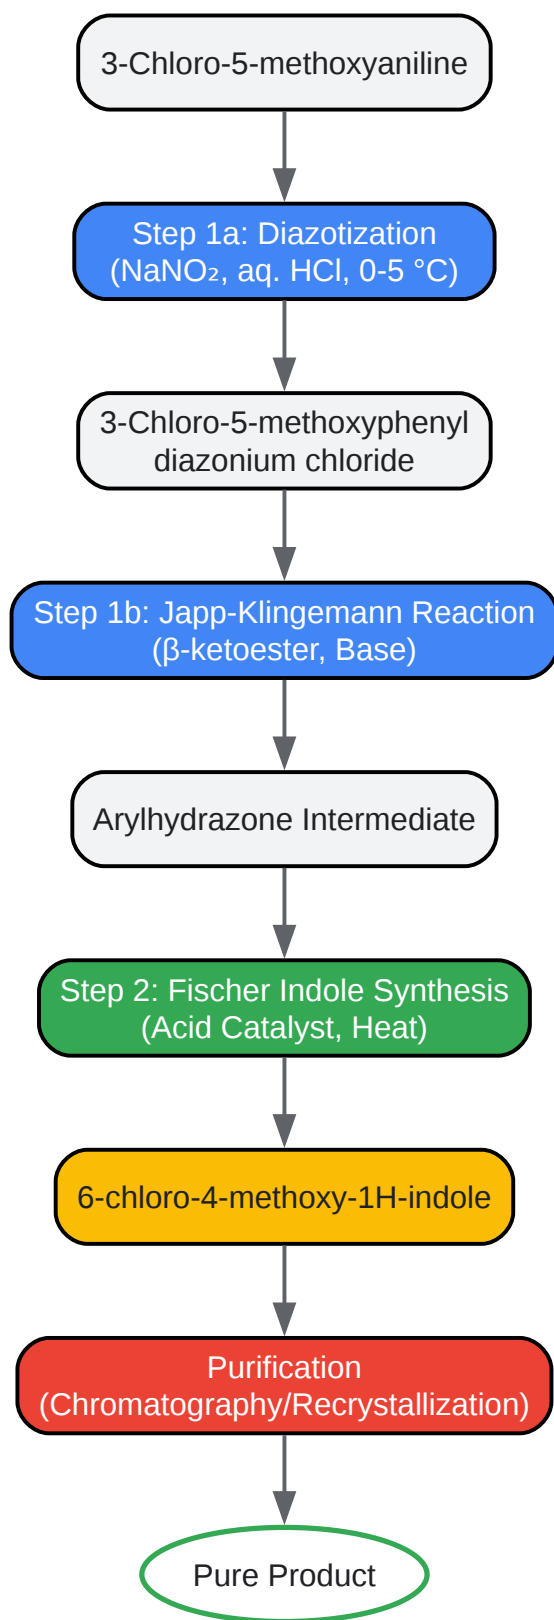 3-Chloro-5-methoxyaniline
Step 1a: Diazotization
(NaNO₂, aq. HCl, 0-5 °C)
3-Chloro-5-methoxyphenyl
diazonium chloride
Step 1b: Japp-Klingemann Reaction
(β-ketoester, Base)
Arylhydrazone Intermediate
Step 2: Fischer Indole Synthesis
(Acid Catalyst, Heat)
6-chloro-4-methoxy-1H-indole
Purification
(Chromatography/Recrystallization)
Pure Product